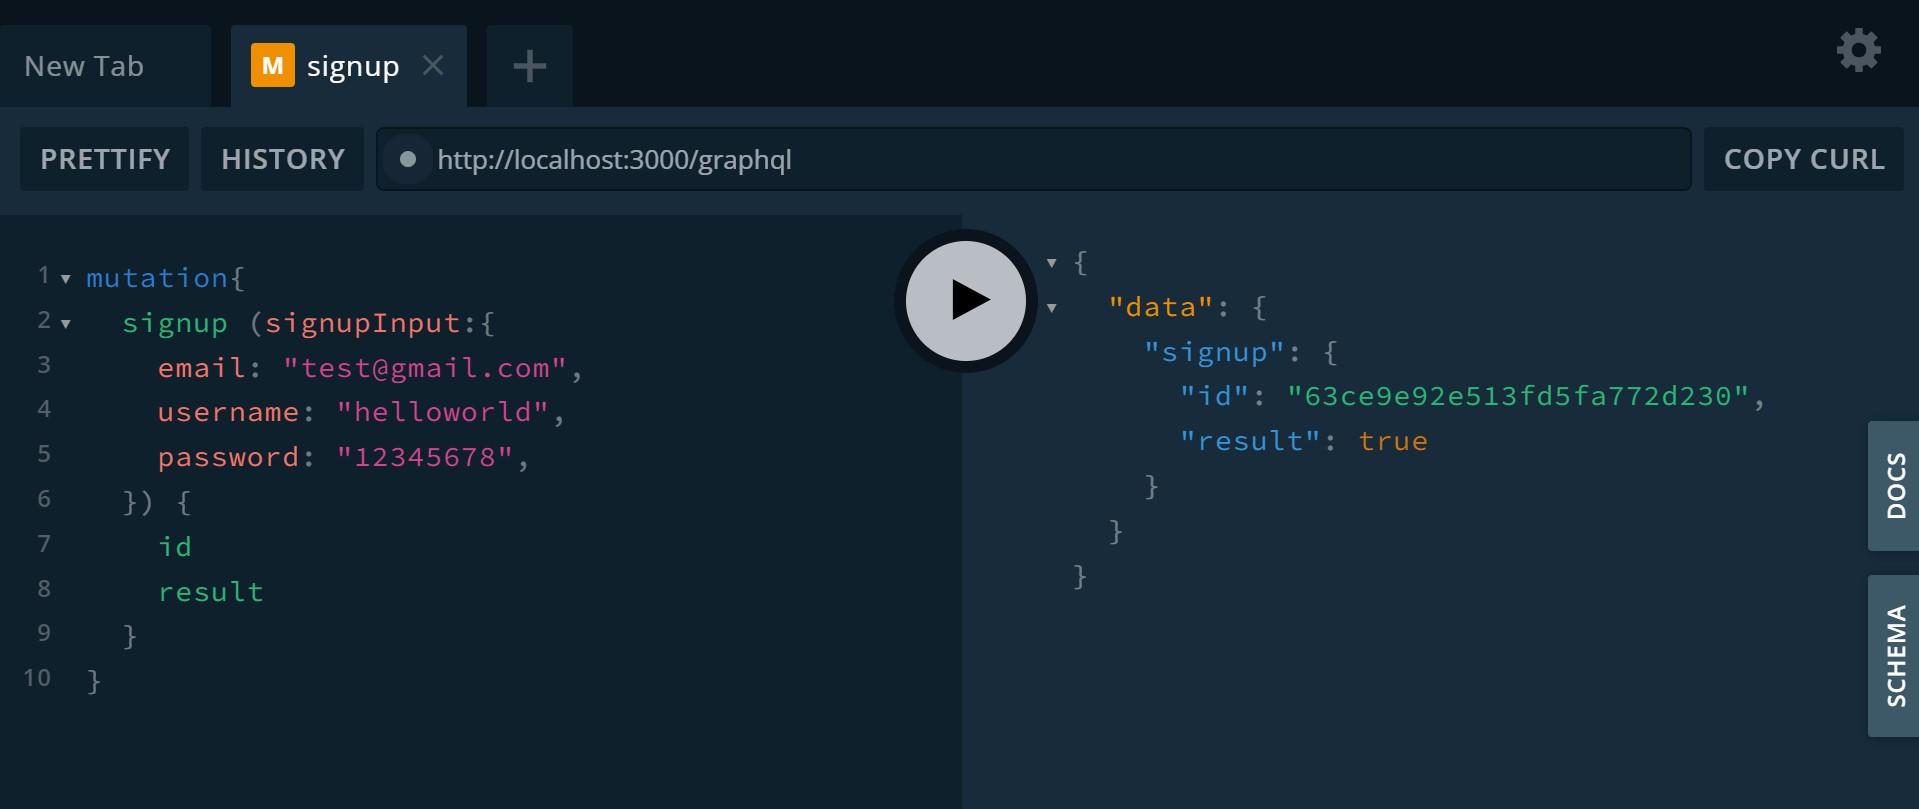 New Tab
M signup
PRETTIFY HISTORY http://localhost:3000/graphql COPY CURL
1 mutation{
2 signup (signupInput:{
3 email: "test@gmail.com",
4 username: "helloworld",
5 password: "12345678",
6 }) {
7 id
8 result
9 }
10 }
{
"data": {
"signup": {
"id": "63ce9e92e513fd5fa772d230",
"result": true
}
}
}
DOCS
SCHEMA